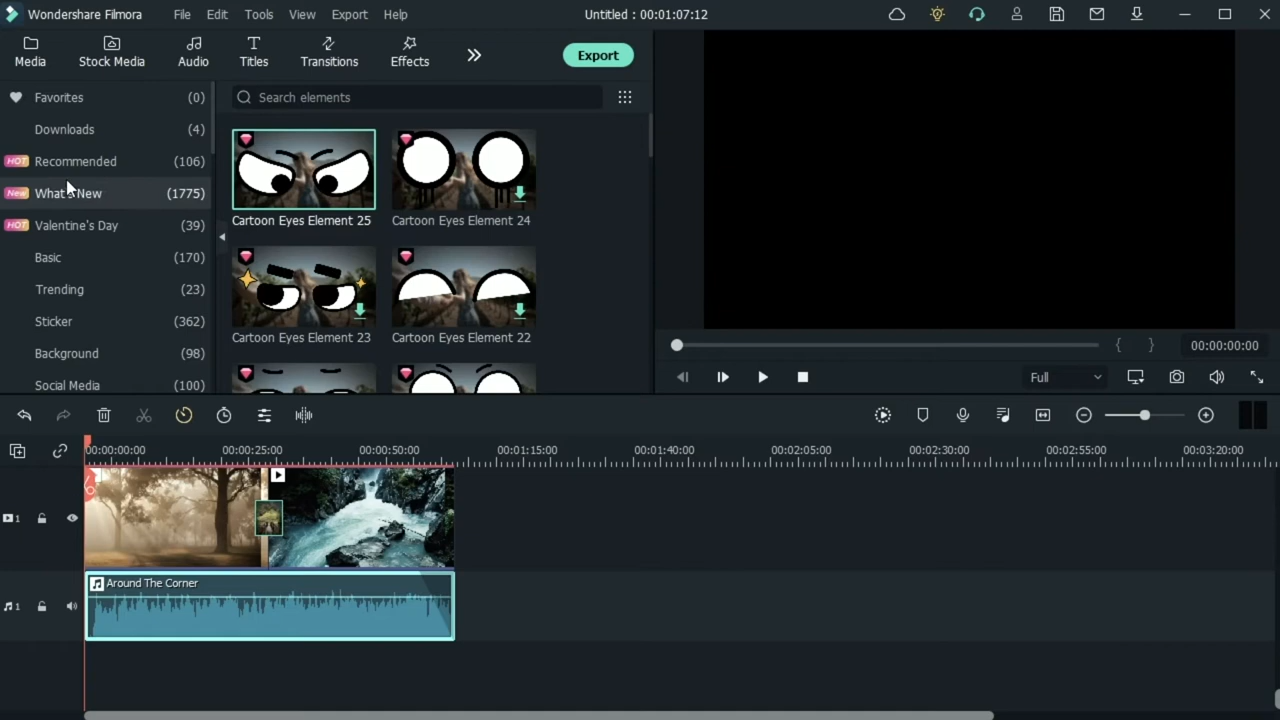 Wondershare Filmora File Edit Tools View Export Help Untitled : 00:01:07:12
Media Stock Media Audio Titles Transitions Effects Export
Favorites (0)
Search elements
Downloads (4)
HOT Recommended (106)
New What's New (1775)
HOT Valentine's Day (39)
Basic (170)
Trending (23)
Sticker (362)
Background (98)
Social Media (100)
Cartoon Eyes Element 25 Cartoon Eyes Element 24
Cartoon Eyes Element 23 Cartoon Eyes Element 22
{ } 00:00:00:00
Full
00:00:00:00 00:00:25:00 00:00:50:00 00:01:15:00 00:01:40:00 00:02:05:00 00:02:30:00 00:02:55:00 00:03:20:00
1
Around The Corner
1